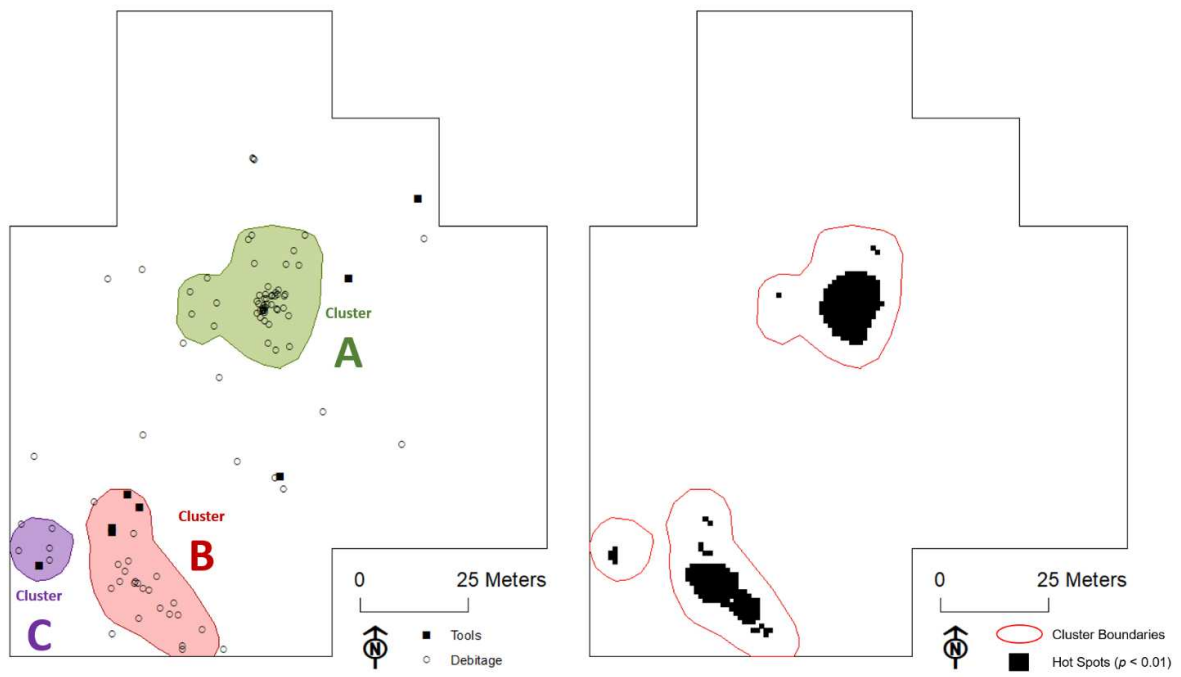 Cluster
A
Cluster
B
Cluster
C
0 25 Meters
N
Tools
Debitage
0 25 Meters
N
Cluster Boundaries
Hot Spots (p < 0.01)